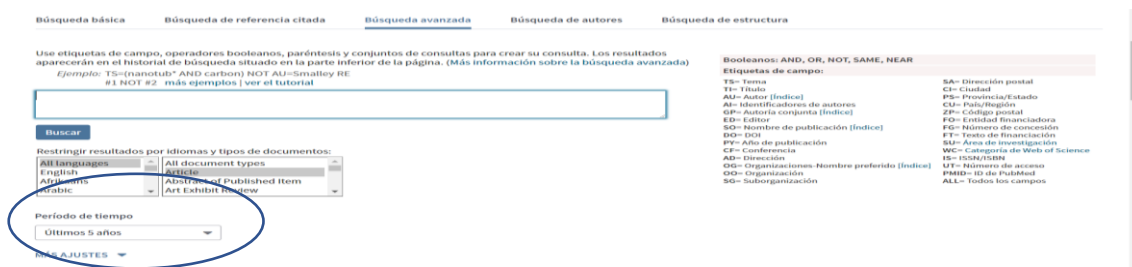 Búsqueda básica Búsqueda de referencia citada Búsqueda avanzada Búsqueda de autores Búsqueda de estructura
Use etiquetas de campo, operadores booleanos, paréntesis y conjuntos de consultas para crear su consulta. Los resultados
aparecerán en el historial de búsqueda situado en la parte inferior de la página. (Más información sobre la búsqueda avanzada)
Ejemplo: TS=(nanotub* AND carbon) NOT AU=Smalley RE
#1 NOT #2 más ejemplos | ver el tutorial
Buscar
Restringir resultados por idiomas y tipos de documentos:
All languages
English
Afrikaans
Arabic
All document types
Article
Abstract of Published Item
Art Exhibit Review
Período de tiempo
Últimos 5 años
MÁS AJUSTES
Booleanos: AND, OR, NOT, SAME, NEAR
Etiquetas de campo:
TS= Tema
TI= Título
AU= Autor [Índice]
AI= Identificadores de autores
GP= Autoría conjunta [Índice]
ED= Editor
SO= Nombre de publicación [Índice]
DO= DOI
PY= Año de publicación
CF= Conferencia
AD= Dirección
OG= Organizaciones-Nombre preferido [Índice]
OO= Organización
SG= Suborganización
SA= Dirección postal
CI= Ciudad
PS= Provincia/Estado
CU= País/Región
ZP= Código postal
FO= Entidad financiadora
FG= Número de concesión
FT= Texto de financiación
SU= Área de investigación
WC= Categoría de Web of Science
IS= ISSN/ISBN
UT= Número de acceso
PMID= ID de PubMed
ALL= Todos los campos